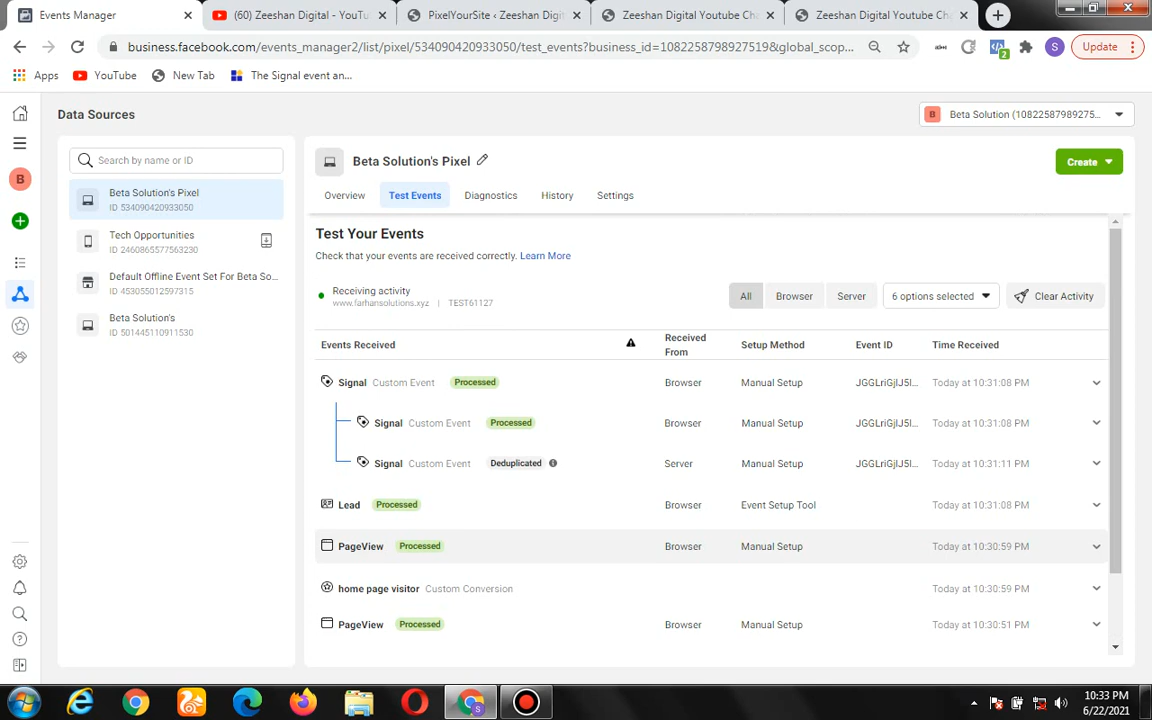 Events Manager
(60) Zeeshan Digital - YouTu
PixelYourSite ‹ Zeeshan Digital
Zeeshan Digital Youtube Cha
Zeeshan Digital Youtube Cha
business.facebook.com/events_manager2/list/pixel/534090420933050/test_events?business_id=1082258798927519&global_scop...
S
Update
Apps
YouTube
New Tab
The Signal event an...
Data Sources
B
Beta Solution (10822587989275...
Search by name or ID
Beta Solution's Pixel
ID 534090420933050
Tech Opportunities
ID 2460865577563230
Default Offline Event Set For Beta So...
ID 453055012597315
Beta Solution's
ID 501445110911530
B
Beta Solution's Pixel
Create
Overview
Test Events
Diagnostics
History
Settings
Test Your Events
Check that your events are received correctly. Learn More
Receiving activity
www.farhansolutions.xyz | TEST61127
All
Browser
Server
6 options selected
Clear Activity
Events Received
Received From
Setup Method
Event ID
Time Received
Signal Custom Event Processed Browser Manual Setup Today at 10:31:08 PM
Signal Custom Event Processed Browser Manual Setup Today at 10:31:08 PM
Signal Custom Event Deduplicated Server Manual Setup Today at 10:31:11 PM
Lead Processed Browser Event Setup Tool Today at 10:31:08 PM
PageView Processed Browser Manual Setup Today at 10:30:59 PM
home page visitor Custom Conversion Today at 10:30:59 PM
PageView Processed Browser Manual Setup Today at 10:30:51 PM
10:33 PM
6/22/2021